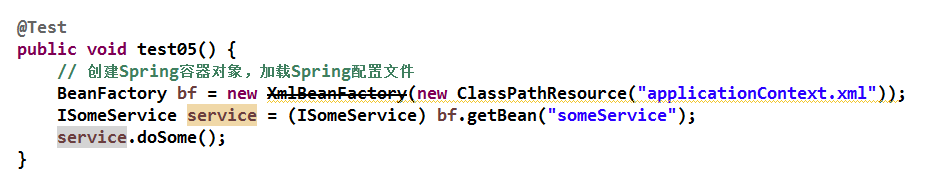 @Test
public void test05() {
    // 创建Spring容器对象，加载Spring配置文件
    BeanFactory bf = new XmlBeanFactory(new ClassPathResource("applicationContext.xml"));
    ISomeService service = (ISomeService) bf.getBean("someService");
    service.doSome();
}